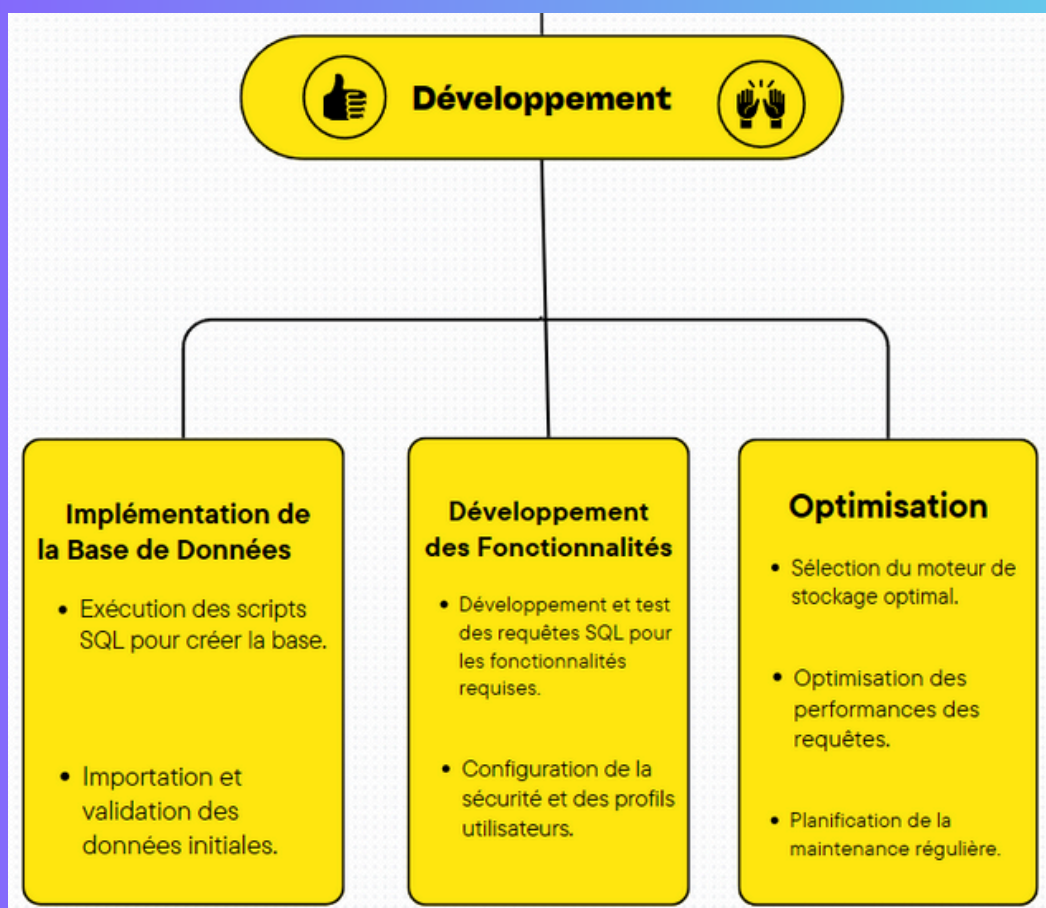 Développement
Implémentation de
la Base de Données
• Exécution des scripts
SQL pour créer la base.
• Importation et
validation des
données initiales.
Développement
des Fonctionnalités
• Développement et test
des requêtes SQL pour
les fonctionnalités
requises.
• Configuration de la
sécurité et des profils
utilisateurs.
Optimisation
• Sélection du moteur de
stockage optimal.
• Optimisation des
performances des
requêtes.
• Planification de la
maintenance régulière.